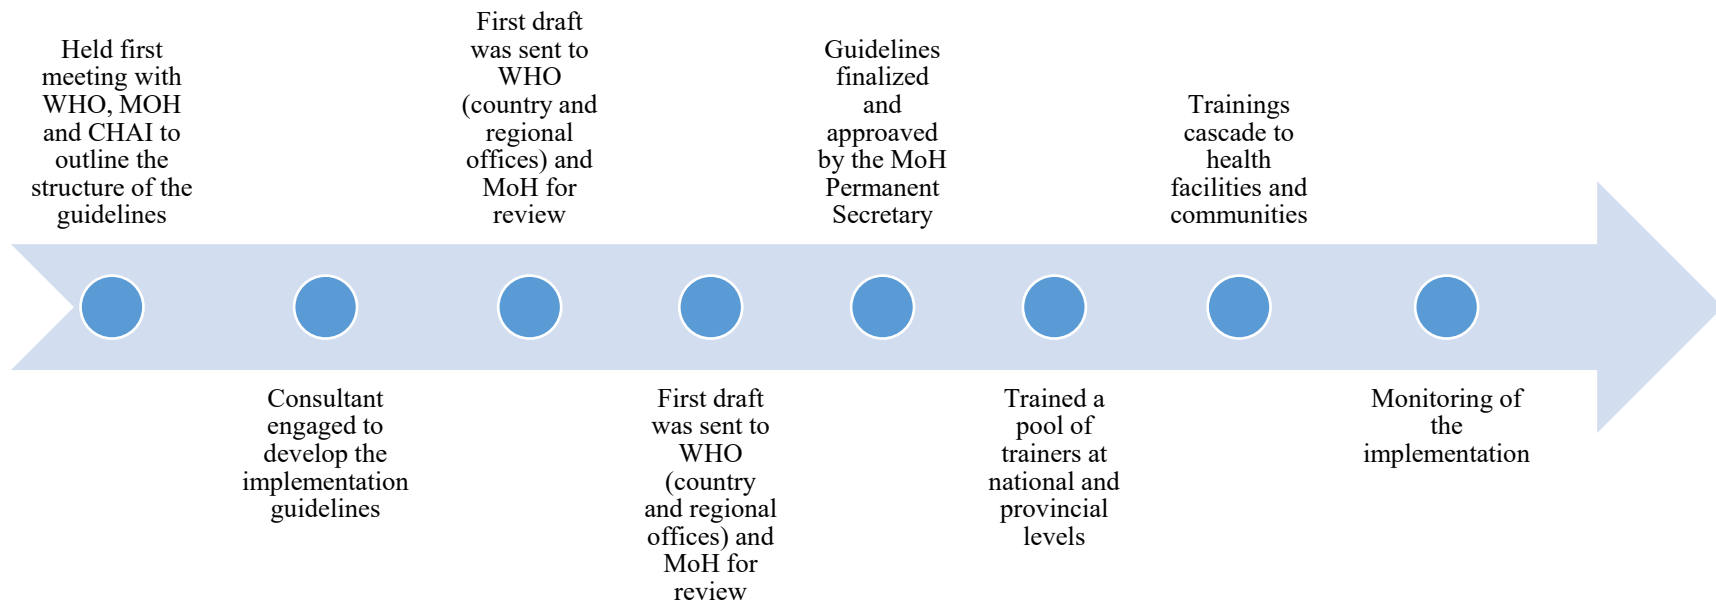 Held first
meeting with
WHO, MOH
and CHAI to
outline the
structure of the
guidelines
Consultant
engaged to
develop the
implementation
guidelines
First draft
was sent to
WHO
(country and
regional
offices) and
MoH for
review
First draft
was sent to
WHO
(country
and regional
offices) and
MoH for
review
Guidelines
finalized
and
approaved
by the MoH
Permanent
Secretary
Trained a
pool of
trainers at
national and
provincial
levels
Trainings
cascade to
health
facilities and
communities
Monitoring of
the
implementation